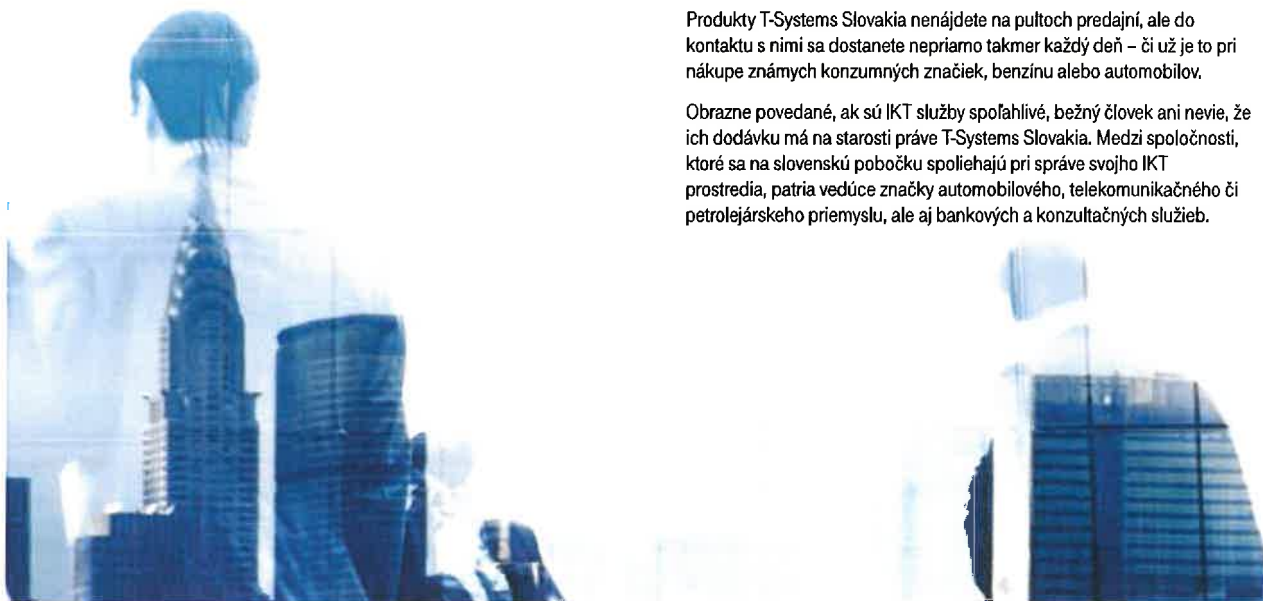 Produkty T-Systems Slovakia nenájdete na pultoch predajní, ale do
kontaktu s nimi sa dostanete nepriamo takmer každý deň – či už je to pri
nákupe známych konzumných značiek, benzínu alebo automobilov.
Obrazne povedané, ak sú IKT služby spoľahlivé, bežný človek ani nevie, že
ich dodávku má na starosti práve T-Systems Slovakia. Medzi spoločnosti,
ktoré sa na slovenskú pobočku spoliehajú pri správe svojho IKT
prostredia, patria vedúce značky automobilového, telekomunikačného či
petrolejárskeho priemyslu, ale aj bankových a konzultačných služieb.